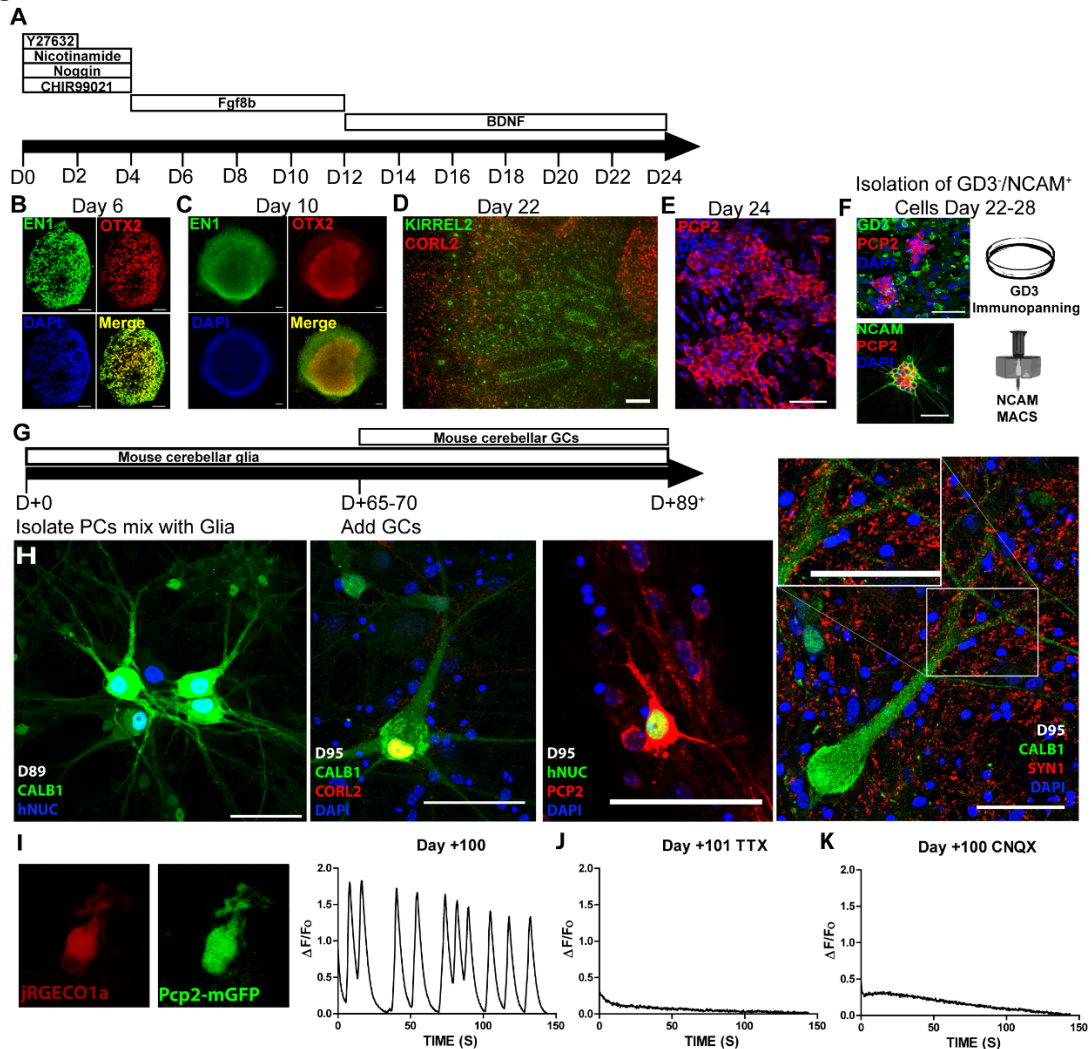 A
Y27632
Nicotinamide
Noggin
CHIR99021
Fgf8b
BDNF
D0 D2 D4 D6 D8 D10 D12 D14 D16 D18 D20 D22 D24
B Day 6
EN1 OTX2
DAPI Merge
C Day 10
EN1 OTX2
DAPI Merge
D Day 22
KIRREL2
CORL2
E Day 24
PCP2
DAPI
Isolation of GD3-/NCAM+
Cells Day 22-28
F
GD3
PCP2
DAPI
GD3
Immunopanning
NCAM
PCP2
DAPI
NCAM
MACS
G
Mouse cerebellar GCs
Mouse cerebellar glia
D+0 D+65-70 D+89+
Isolate PCs mix with Glia Add GCs
H
D89
CALB1
hNUC
D95
CALB1
CORL2
DAPI
D95
hNUC
PCP2
DAPI
D95
CALB1
SYN1
DAPI
I
jRGECO1a
Pcp2-mGFP
Day +100
ΔF/Fo
2.0
1.5
1.0
0.5
0.0
0 50 100 150
TIME (S)
J Day +101 TTX
ΔF/Fo
2.0
1.5
1.0
0.5
0.0
0 50 100 150
TIME (S)
K Day +100 CNQX
ΔF/Fo
2.0
1.5
1.0
0.5
0.0
0 50 100 150
TIME (S)